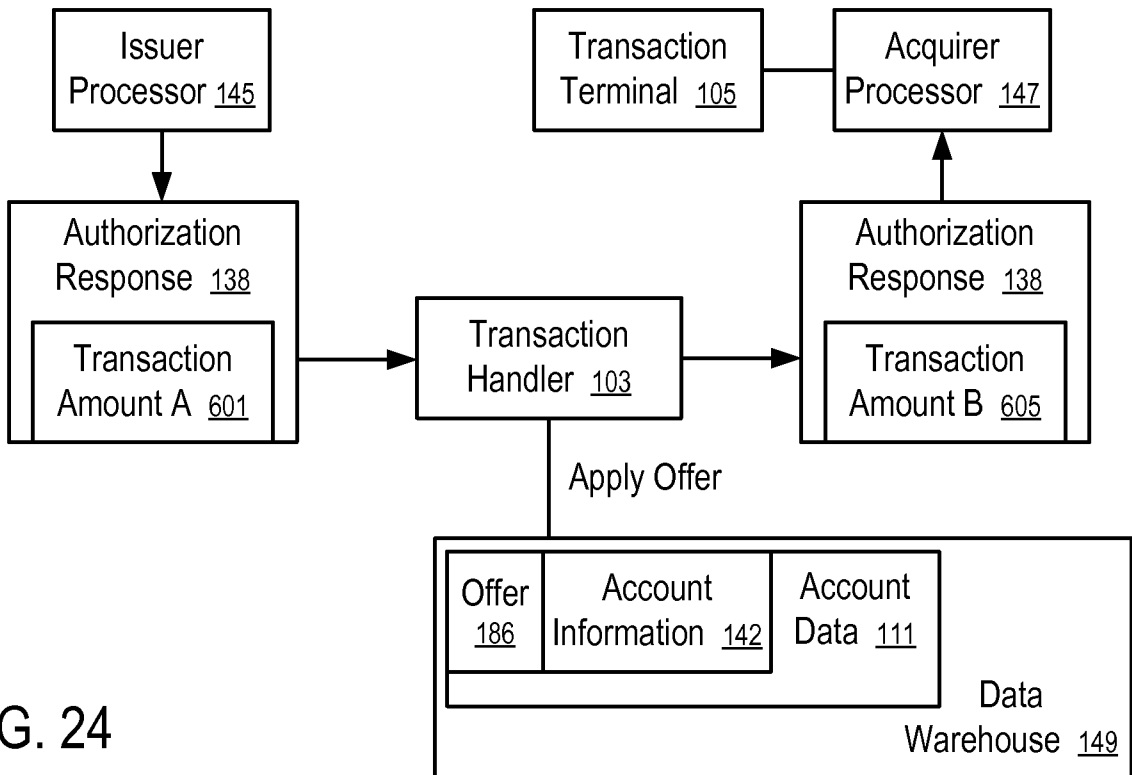 Issuer
Processor 145
Transaction
Terminal 105
Acquirer
Processor 147
Authorization
Response 138
Transaction
Amount A 601
Transaction
Handler 103
Authorization
Response 138
Transaction
Amount B 605
Apply Offer
Offer
186
Account
Information 142
Account
Data 111
Data
Warehouse 149
G. 24